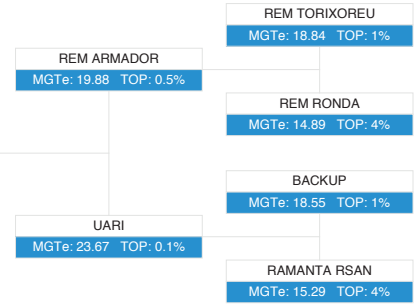 REM TORIXOREU
MGTe: 18.84 TOP: 1%
REM ARMADOR
MGTe: 19.88 TOP: 0.5%
REM RONDA
MGTe: 14.89 TOP: 4%
BACKUP
MGTe: 18.55 TOP: 1%
UARI
MGTe: 23.67 TOP: 0.1%
RAMANTA RSAN
MGTe: 15.29 TOP: 4%